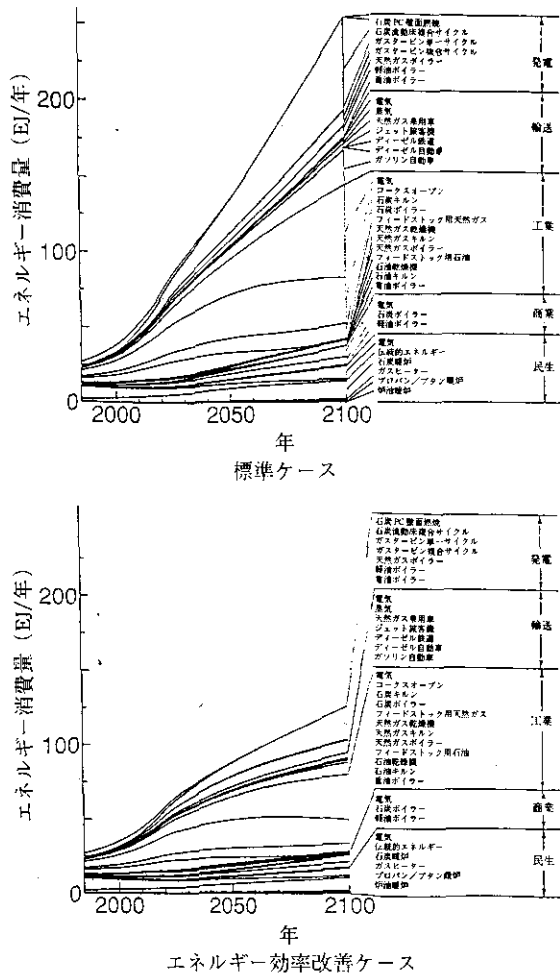 エネルギー消費量 (EJ/年)
200
100
0
2000
2050
2100
年
標準ケース
石炭PC壁面燃焼
石炭流動床複合サイクル
ガスタービン単一サイクル
ガスタービン複合サイクル
天然ガスボイラー
軽油ボイラー
重油ボイラー
発電
電気
蒸気
天然ガス乗用車
ジェット旅客機
ディーゼル鉄道
ディーゼル自動車
ガソリン自動車
輸送
電気
コークスオーブン
石炭キルン
石炭ボイラー
フィードストック用天然ガス
天然ガス乾燥機
天然ガスキルン
天然ガスボイラー
フィードストック用石油
石油乾燥機
石油キルン
重油ボイラー
工業
電気
石炭ボイラー
軽油ボイラー
商業
電気
伝統的エネルギー
石炭暖炉
ガスヒーター
プロパン/ブタン暖炉
炉油暖炉
民生
エネルギー消費量 (EJ/年)
200
100
0
2000
2050
2100
年
エネルギー効率改善ケース
石炭PC壁面燃焼
石炭流動床複合サイクル
ガスタービン単一サイクル
ガスタービン複合サイクル
天然ガスボイラー
軽油ボイラー
重油ボイラー
発電
電気
蒸気
天然ガス乗用車
ジェット旅客機
ディーゼル鉄道
ディーゼル自動車
ガソリン自動車
輸送
電気
コークスオーブン
石炭キルン
石炭ボイラー
フィードストック用天然ガス
天然ガス乾燥機
天然ガスキルン
天然ガスボイラー
フィードストック用石油
石油乾燥機
石油キルン
重油ボイラー
工業
電気
石炭ボイラー
軽油ボイラー
商業
電気
伝統的エネルギー
石炭暖炉
ガスヒーター
プロパン/ブタン暖炉
炉油暖炉
民生